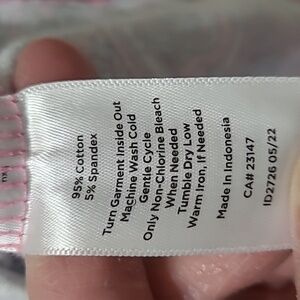 95% Cotton
5% Spandex
Turn Garment Inside Out
Machine Wash Cold
Gentle Cycle
Only Non-Chlorine Bleach
When Needed
Tumble Dry Low
Warm Iron, If Needed
Made in Indonesia
CA# 23147
ID2726 05/22